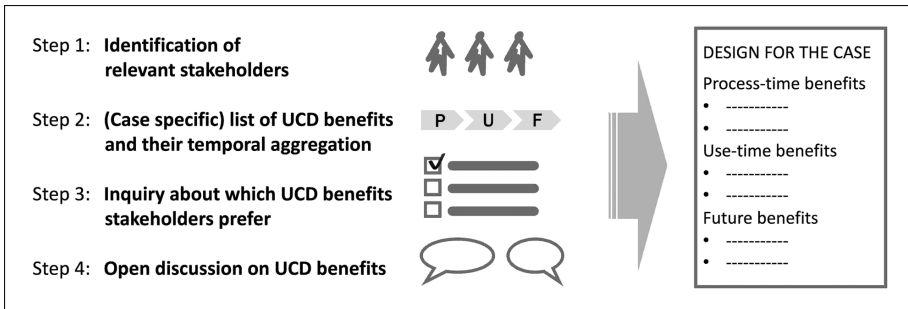 Step 1: Identification of
relevant stakeholders
Step 2: (Case specific) list of UCD benefits
and their temporal aggregation
P U F
Step 3: Inquiry about which UCD benefits
stakeholders prefer
Step 4: Open discussion on UCD benefits
DESIGN FOR THE CASE
Process-time benefits
• -----------
• -----------
Use-time benefits
• -----------
• -----------
Future benefits
• -----------
• -----------